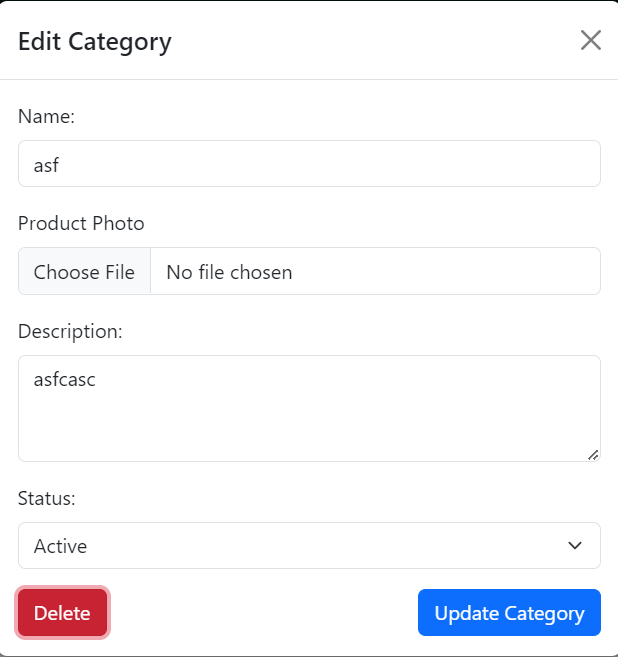 Edit Category
Name:
asf
Product Photo
Choose File No file chosen
Description:
asfcasc
Status:
Active
Delete Update Category